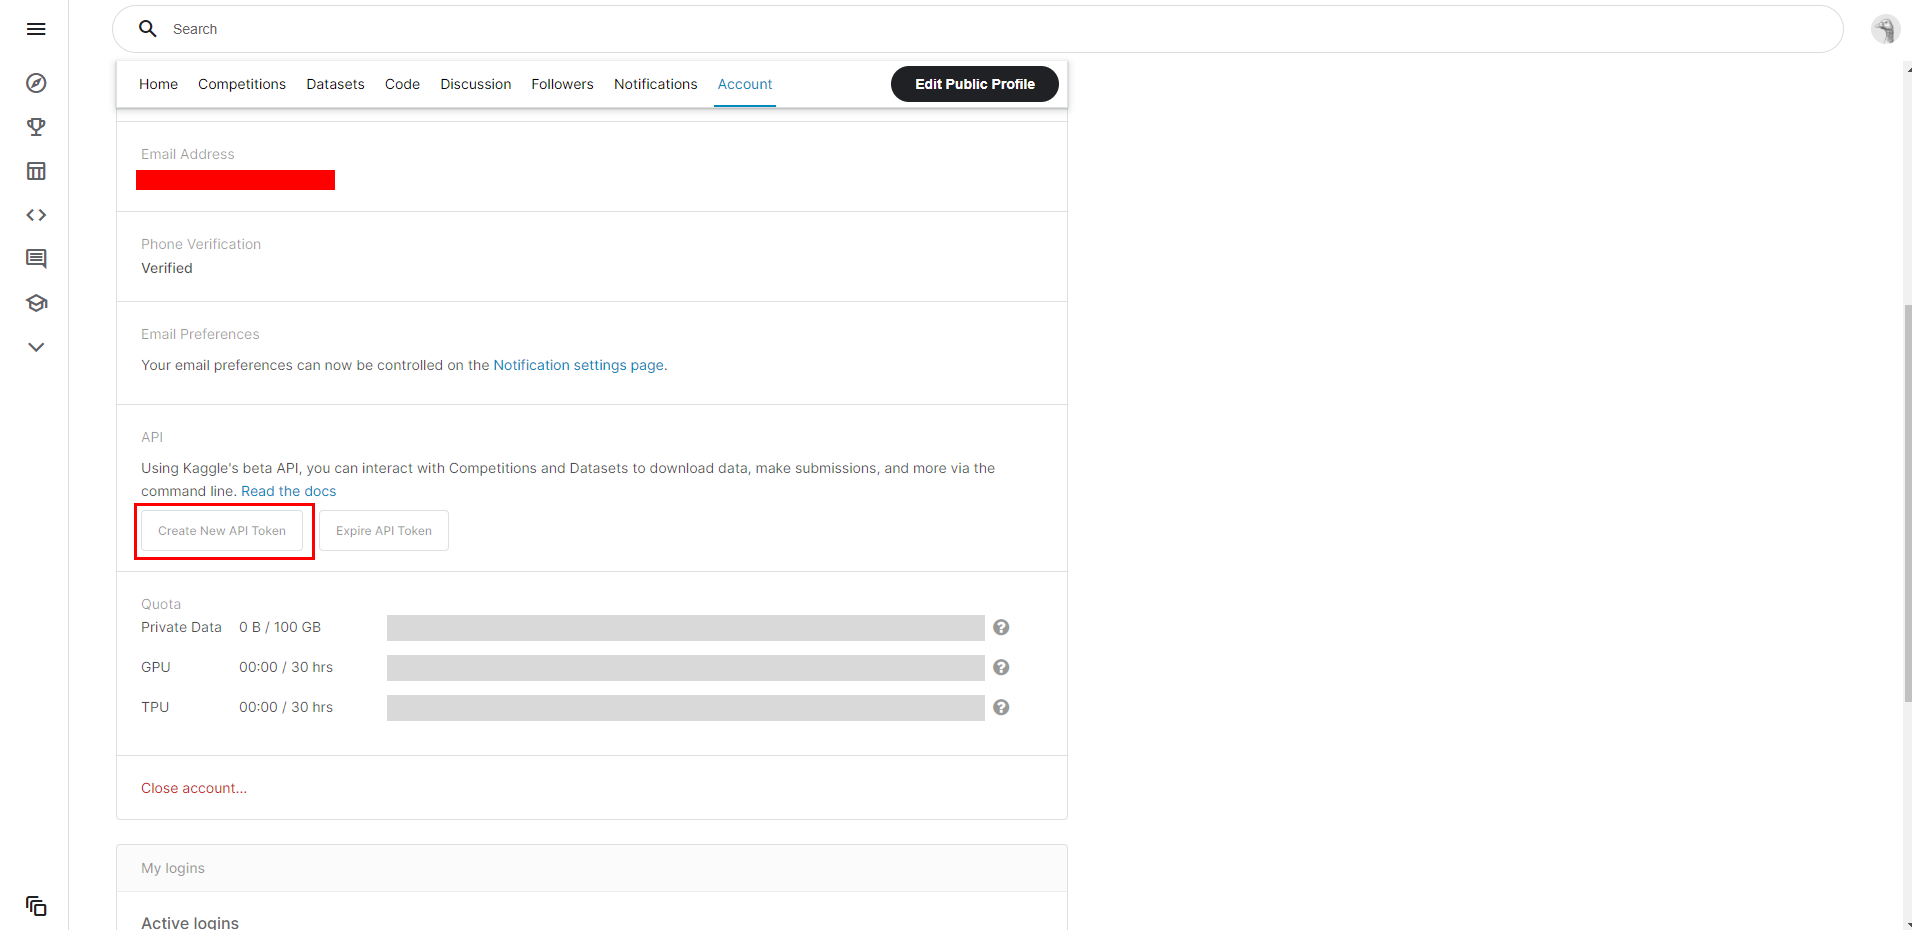 Search
Home Competitions Datasets Code Discussion Followers Notifications Account Edit Public Profile
Email Address
Phone Verification
Verified
Email Preferences
Your email preferences can now be controlled on the Notification settings page.
API
Using Kaggle's beta API, you can interact with Competitions and Datasets to download data, make submissions, and more via the
command line. Read the docs
Create New API Token Expire API Token
Quota
Private Data 0 B / 100 GB
GPU 00:00 / 30 hrs
TPU 00:00 / 30 hrs
Close account...
My logins
Active logins